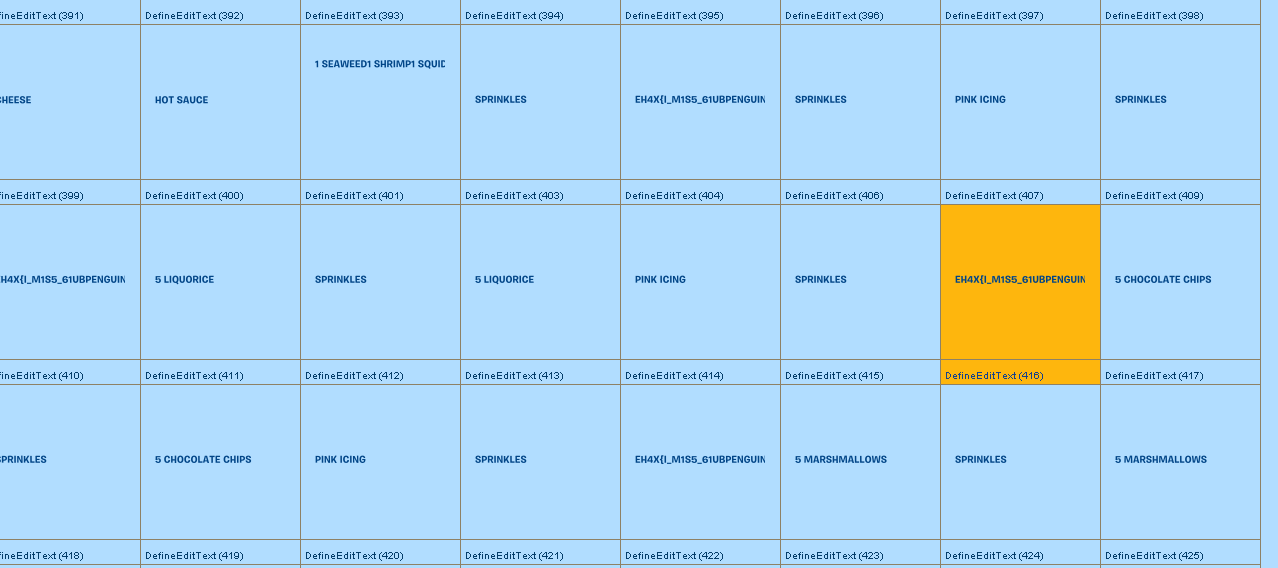 fineEditText (391) DefineEditText (392) DefineEditText (393) DefineEditText (394) DefineEditText (395) DefineEditText (396) DefineEditText (397) DefineEditText (398)
1 SEAWEED1 SHRIMP1 SQUID
CHEESE HOT SAUCE SPRINKLES EH4X{I_M1S5_61UBPENGUIN SPRINKLES PINK ICING SPRINKLES
fineEditText (399) DefineEditText (400) DefineEditText (401) DefineEditText (403) DefineEditText (404) DefineEditText (406) DefineEditText (407) DefineEditText (409)
H4X{I_M1S5_61UBPENGUIN 5 LIQUORICE SPRINKLES 5 LIQUORICE PINK ICING SPRINKLES EH4X{I_M1S5_61UBPENGUIN 5 CHOCOLATE CHIPS
fineEditText (410) DefineEditText (411) DefineEditText (412) DefineEditText (413) DefineEditText (414) DefineEditText (415) DefineEditText (416) DefineEditText (417)
SPRINKLES 5 CHOCOLATE CHIPS PINK ICING SPRINKLES EH4X{I_M1S5_61UBPENGUIN 5 MARSHMALLOWS SPRINKLES 5 MARSHMALLOWS
fineEditText (418) DefineEditText (419) DefineEditText (420) DefineEditText (421) DefineEditText (422) DefineEditText (423) DefineEditText (424) DefineEditText (425)